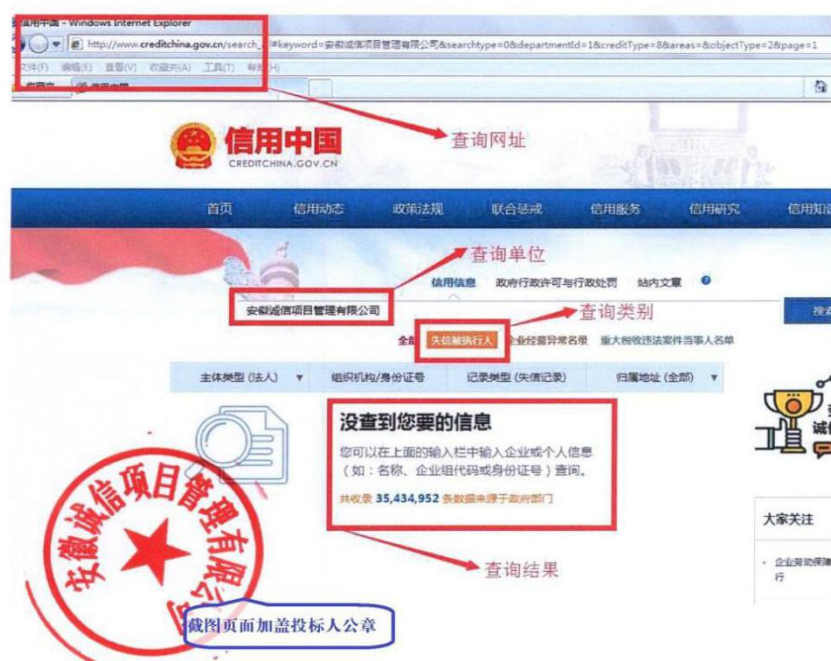 信用中国 - Windows Internet Explorer
http://www.creditchina.gov.cn/search_all#keyword=安徽诚信项目管理有限公司&searchtype=0&departmentId=1&creditType=8&areas=&objectType=2&page=1
文件(F) 编辑(E) 查看(V) 收藏夹(A) 工具(T) 帮助(H)
查询网址
信用中国
CREDITCHINA.GOV.CN
首页 信用动态 政策法规 联合惩戒 信用服务 信用研究 信用知识
查询单位
信用信息 政府行政许可与行政处罚 站内文章
安徽诚信项目管理有限公司
查询类别
搜索
全部 失信被执行人 企业经营异常名录 重大税收违法案件当事人名单
主体类型 (法人) 组织机构/身份证号 记录类型 (失信记录) 归属地址 (全部)
没查到您要的信息
您可以在上面的输入栏中输入企业或个人信息
(如:名称、企业组代码或身份证号)查询。
共收录 35,434,952 条数据来源于政府部门
诚信
大家关注
查询结果
· 企业劳动保障
行
安徽诚信项目管理有限公司
截图页面加盖投标人公章